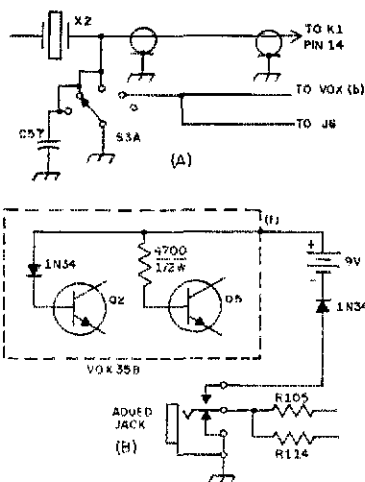 X2
TO K1
PIN 14
TO VOX (b)
C57
S3A
TO J6
(A)
(f)
4700
1/2 W
1N34
Q2
Q5
+
9V
-
1N34
VOX 35B
ADDED
JACK
(B)
R105
R114